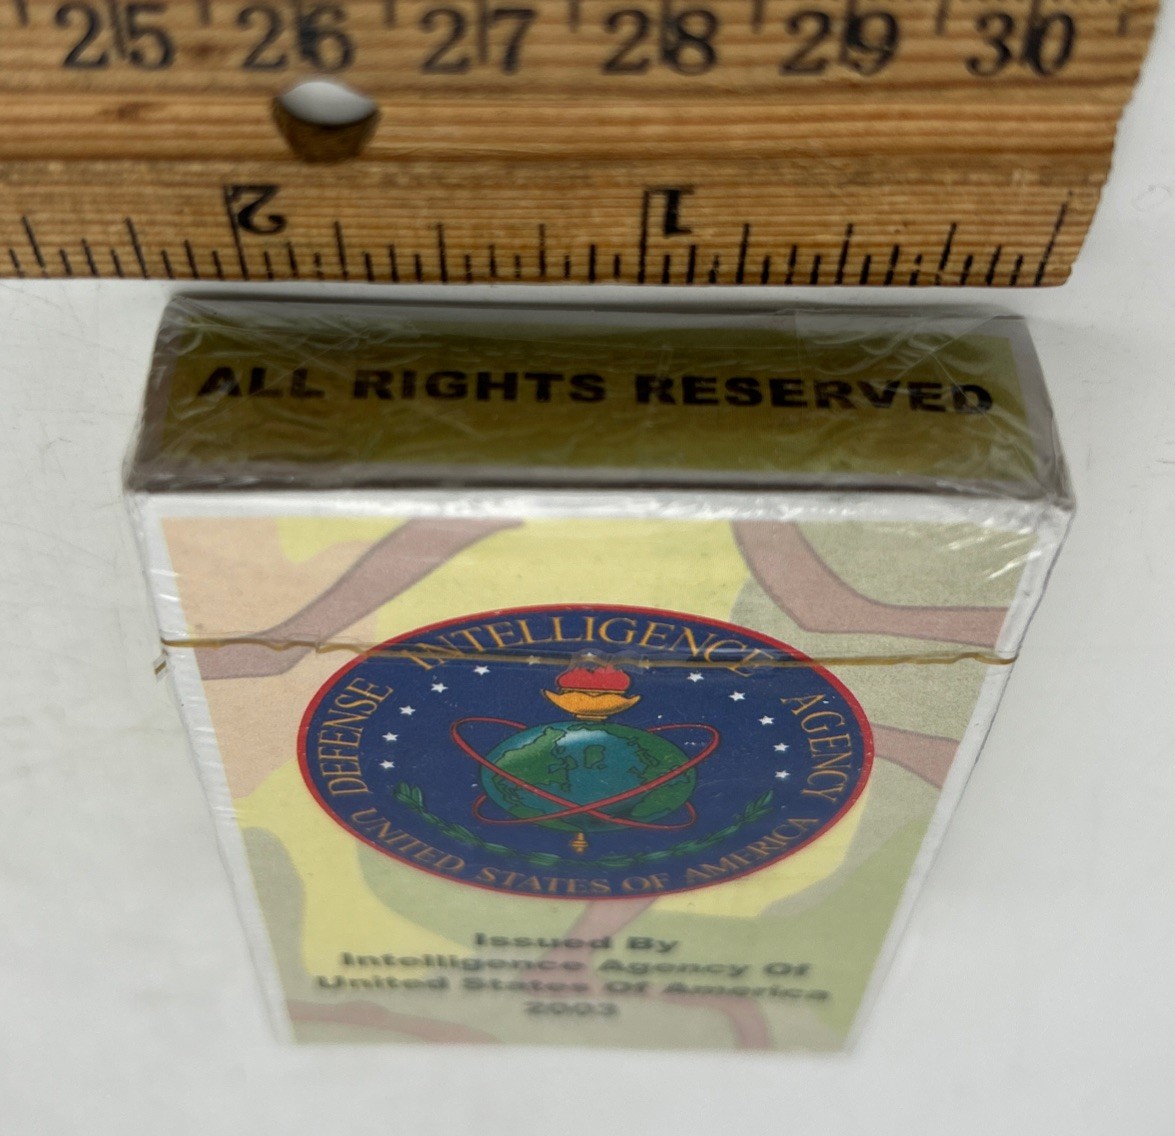 25 26 27 28 29 30
2 1
ALL RIGHTS RESERVED
DEFENSE INTELLIGENCE AGENCY
UNITED STATES OF AMERICA
Issued By
Intelligence Agency Of
United States Of America
2003